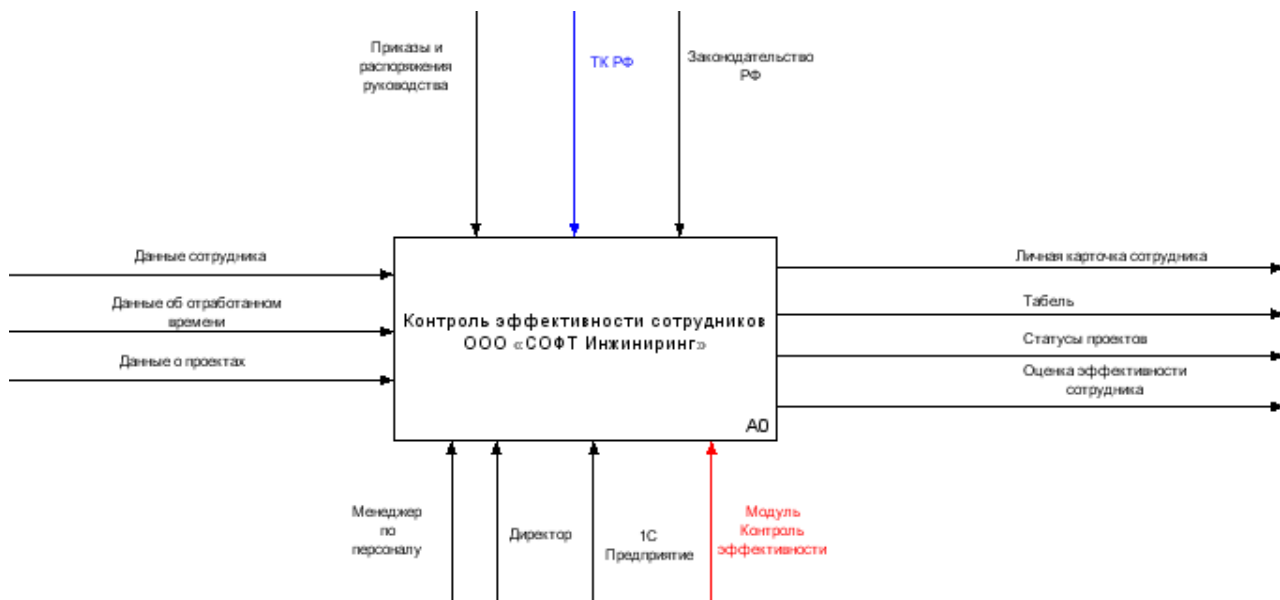 Приказы и
распоряжения
руководства
ТК РФ
Законодательство
РФ
Данные сотрудника
Данные об отработанном
времени
Данные о проектах
Контроль эффективности сотрудников
ООО «СОФТ Инжиниринг»
А0
Личная карточка сотрудника
Табель
Статусы проектов
Оценка эффективности
сотрудника
Менеджер
по
персоналу
Директор
1С
Предприятие
Модуль
Контроль
эффективности